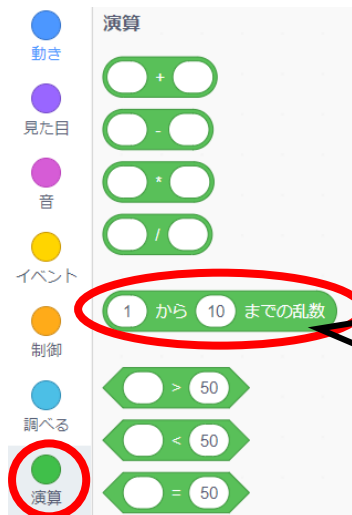 動き
見た目
音
イベント
制御
調べる
演算
演算
+
-
*
/
1 から 10 までの乱数
> 50
< 50
= 50